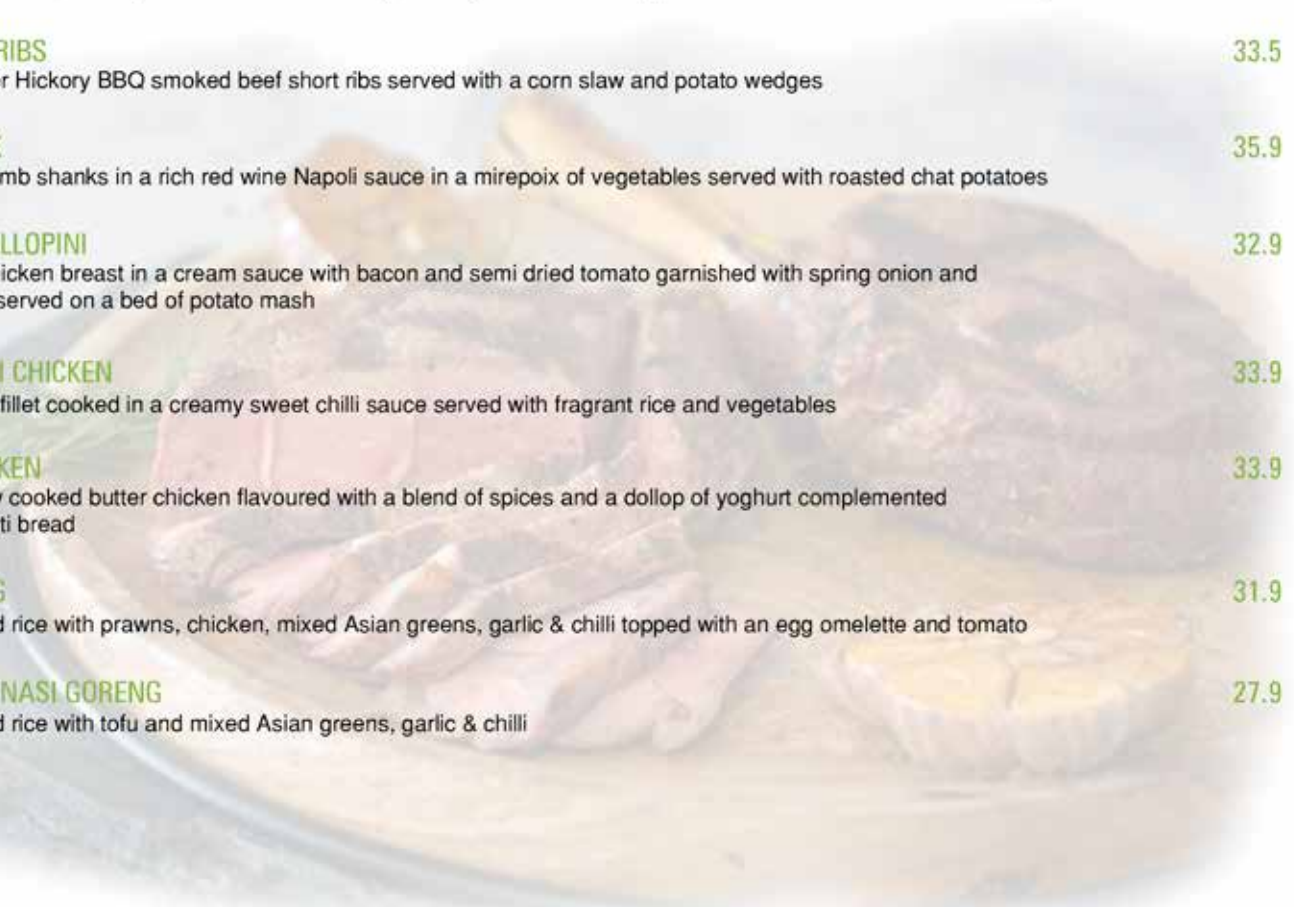 RIBS 33.5
Hickory BBQ smoked beef short ribs served with a corn slaw and potato wedges
35.9
mb shanks in a rich red wine Napoli sauce in a mirepoix of vegetables served with roasted chat potatoes
LLOPINI 32.9
icken breast in a cream sauce with bacon and semi dried tomato garnished with spring onion and
served on a bed of potato mash
CHICKEN 33.9
fillet cooked in a creamy sweet chilli sauce served with fragrant rice and vegetables
KEN 33.9
cooked butter chicken flavoured with a blend of spices and a dollop of yoghurt complemented
ti bread
G 31.9
d rice with prawns, chicken, mixed Asian greens, garlic & chilli topped with an egg omelette and tomato
NASI GORENG 27.9
d rice with tofu and mixed Asian greens, garlic & chilli